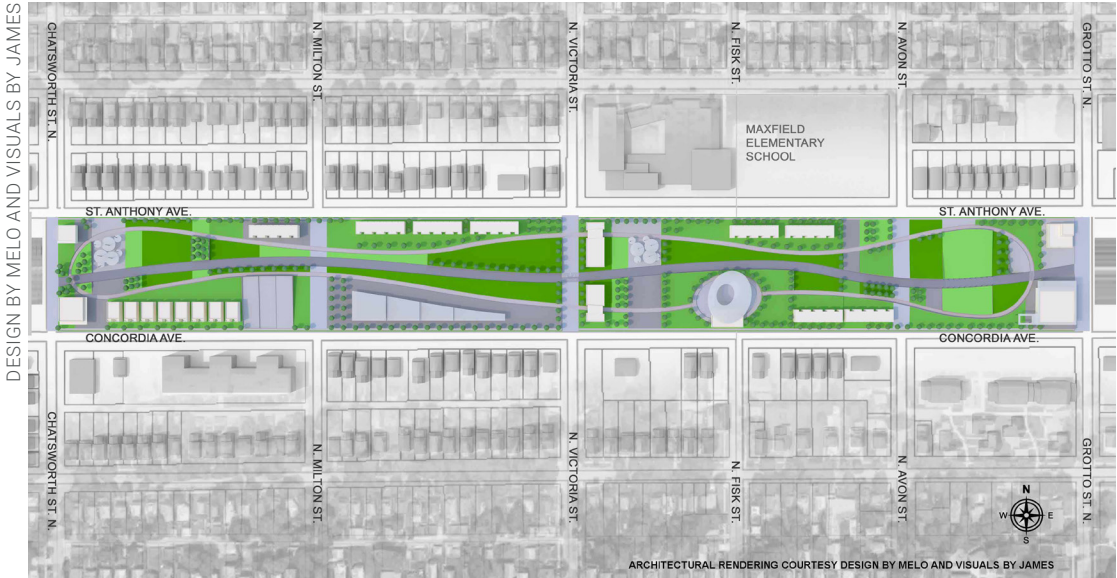 DESIGN BY MELO AND VISUALS BY JAMES
CHATSWORTH ST. N.
N. MILTON ST.
N. VICTORIA ST.
N. FISK ST.
N. AVON ST.
GROTTO ST. N.
MAXFIELD
ELEMENTARY
SCHOOL
ST. ANTHONY AVE.
ST. ANTHONY AVE.
CONCORDIA AVE.
CONCORDIA AVE.
CHATSWORTH ST. N.
N. MILTON ST.
N. VICTORIA ST.
N. FISK ST.
N. AVON ST.
GROTTO ST. N.
N
W
E
S
ARCHITECTURAL RENDERING COURTESY DESIGN BY MELO AND VISUALS BY JAMES